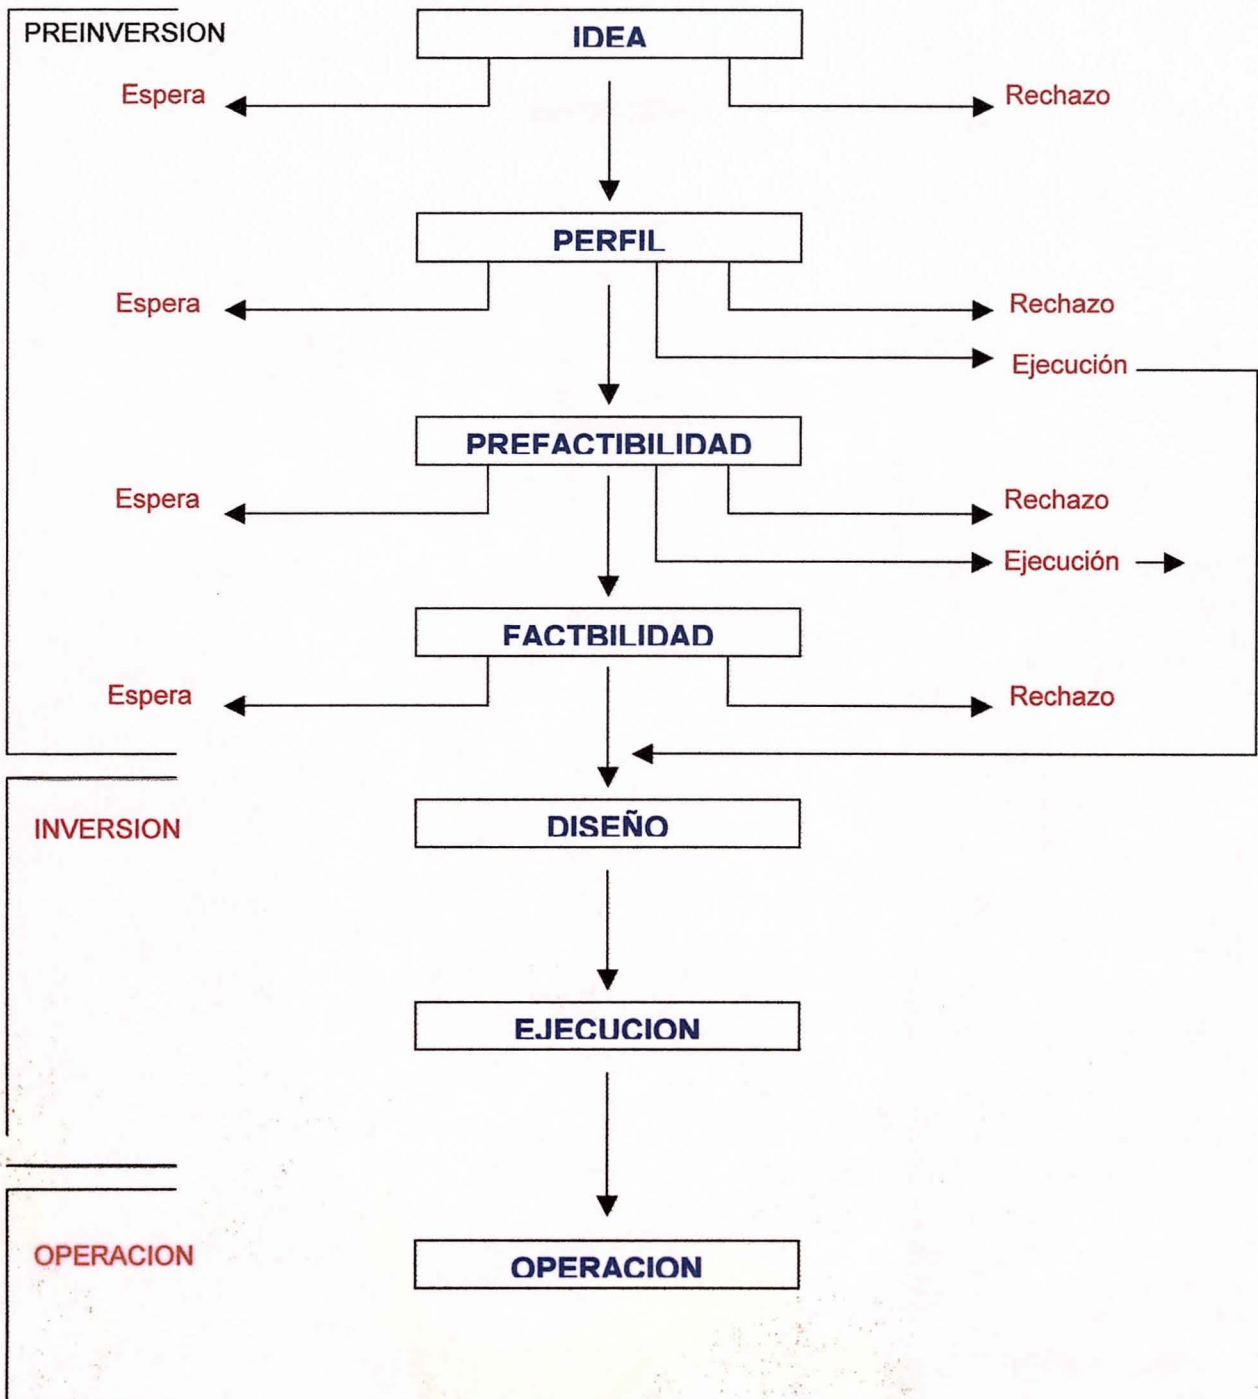 PREINVERSION
IDEA
Espera
Rechazo
PERFIL
Espera
Rechazo
Ejecución
PREFACTIBILIDAD
Espera
Rechazo
Ejecución
FACTBILIDAD
Espera
Rechazo
INVERSION
DISEÑO
EJECUCION
OPERACION
OPERACION